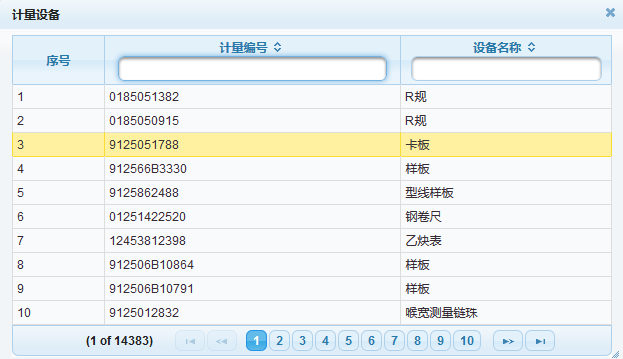 计量设备
序号 计量编号 设备名称
1 0185051382 R规
2 0185050915 R规
3 9125051788 卡板
4 912566B3330 样板
5 9125862488 型线样板
6 01251422520 钢卷尺
7 12453812398 乙炔表
8 912506B10864 样板
9 912506B10791 样板
10 9125012832 喉宽测量链珠
(1 of 14383) 1 2 3 4 5 6 7 8 9 10